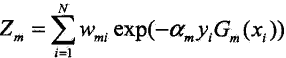 $Z_m = \sum_{i=1}^{N} w_{mi} \exp(-\alpha_m y_i G_m(x_i))$